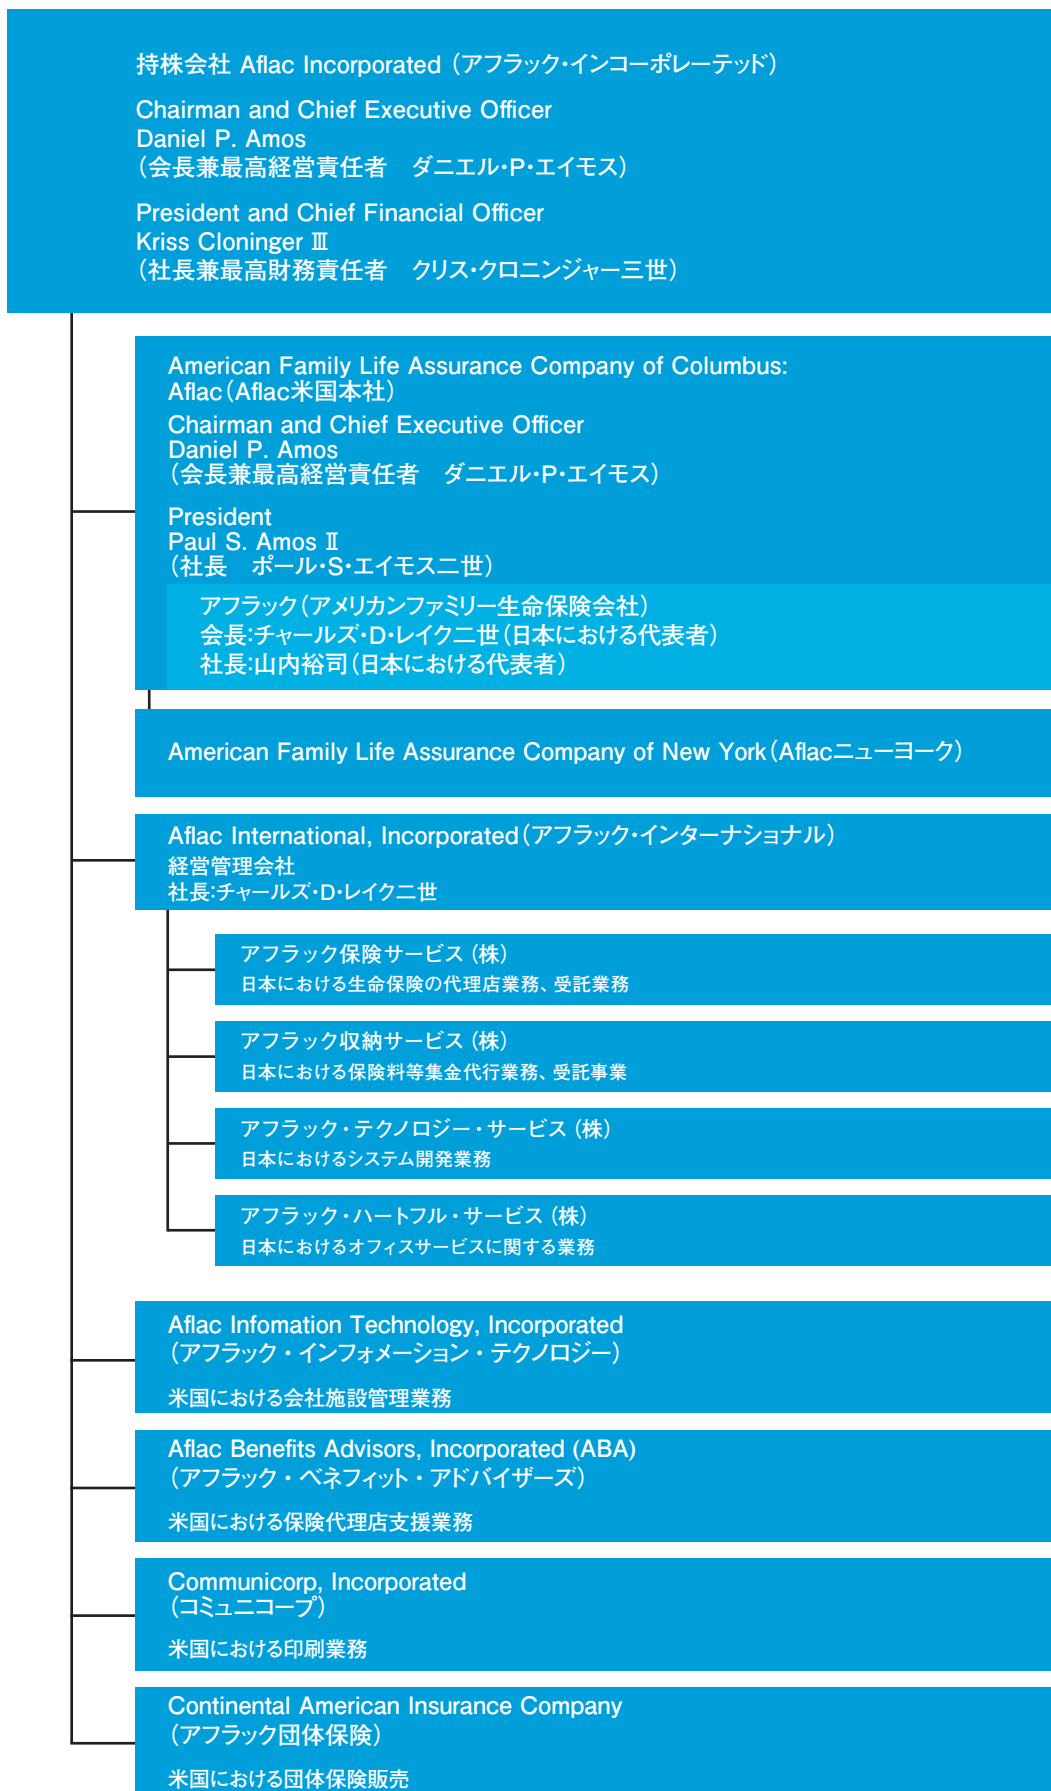 持株会社 Aflac Incorporated（アフラック・インコーポレーテッド）
Chairman and Chief Executive Officer
Daniel P. Amos
（会長兼最高経営責任者　ダニエル・P・エイモス）
President and Chief Financial Officer
Kriss Cloninger Ⅲ
（社長兼最高財務責任者　クリス・クロニンジャー三世）
American Family Life Assurance Company of Columbus:
Aflac（Aflac米国本社）
Chairman and Chief Executive Officer
Daniel P. Amos
（会長兼最高経営責任者　ダニエル・P・エイモス）
President
Paul S. Amos Ⅱ
（社長　ポール・S・エイモス二世）
アフラック（アメリカンファミリー生命保険会社）
会長：チャールズ・D・レイク二世（日本における代表者）
社長：山内裕司（日本における代表者）
American Family Life Assurance Company of New York（Aflacニューヨーク）
Aflac International, Incorporated（アフラック・インターナショナル）
経営管理会社
社長：チャールズ・D・レイク二世
アフラック保険サービス（株）
日本における生命保険の代理店業務、受託業務
アフラック収納サービス（株）
日本における保険料等集金代行業務、受託事業
アフラック・テクノロジー・サービス（株）
日本におけるシステム開発業務
アフラック・ハートフル・サービス（株）
日本におけるオフィスサービスに関する業務
Aflac Infomation Technology, Incorporated
（アフラック・インフォメーション・テクノロジー）
米国における会社施設管理業務
Aflac Benefits Advisors, Incorporated (ABA)
（アフラック・ベネフィット・アドバイザーズ）
米国における保険代理店支援業務
Communicorp, Incorporated
（コミュニコープ）
米国における印刷業務
Continental American Insurance Company
（アフラック団体保険）
米国における団体保険販売